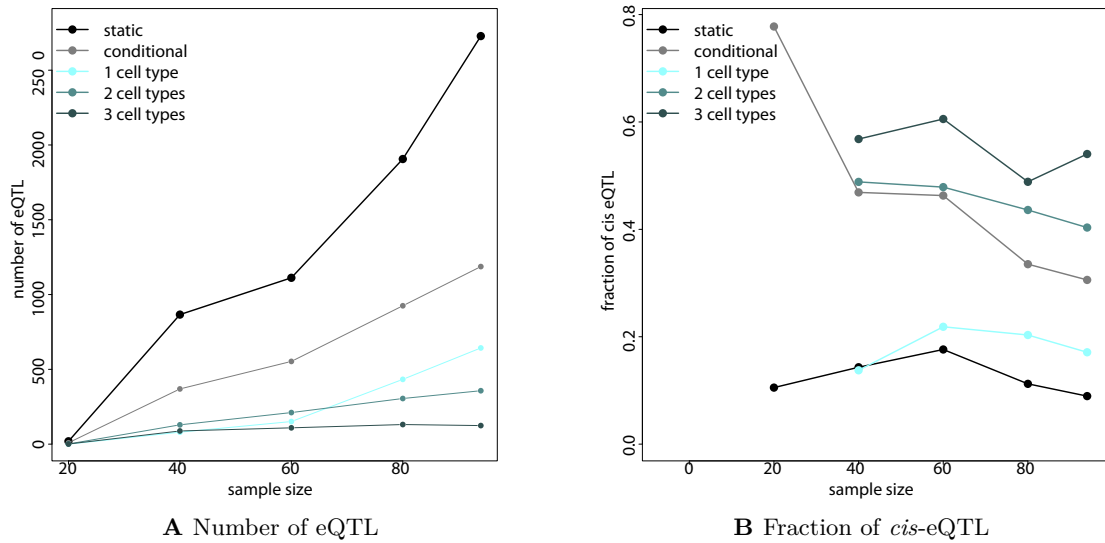 static
conditional
1 cell type
2 cell types
3 cell types
number of eQTL
0
500
1000
1500
2000
250
0
20
40
60
80
sample size
A Number of eQTL
static
conditional
1 cell type
2 cell types
3 cell types
fraction of cis eQTL
0.0
0.2
0.4
0.6
0.8
0
20
40
60
80
sample size
B Fraction of cis-eQTL